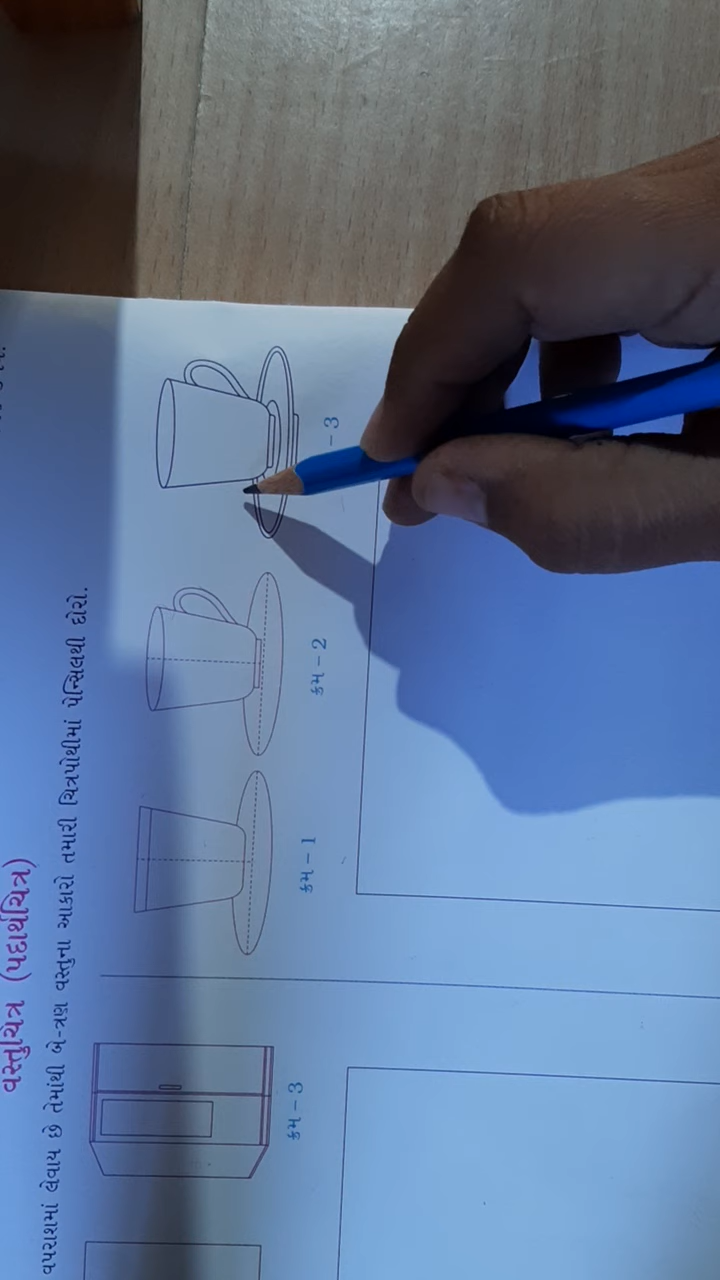 વસ્તુચિત્ર (પદાર્થચિત્ર)
વપરાશમાં લેવાય છે તેમાંથી બે-ત્રણ વસ્તુના આકારો તમારી ચિત્રપોથીમાં પેન્સિલથી દોરો.
ક્રમ – 3
ક્રમ – 1
ક્રમ – 2
– 3